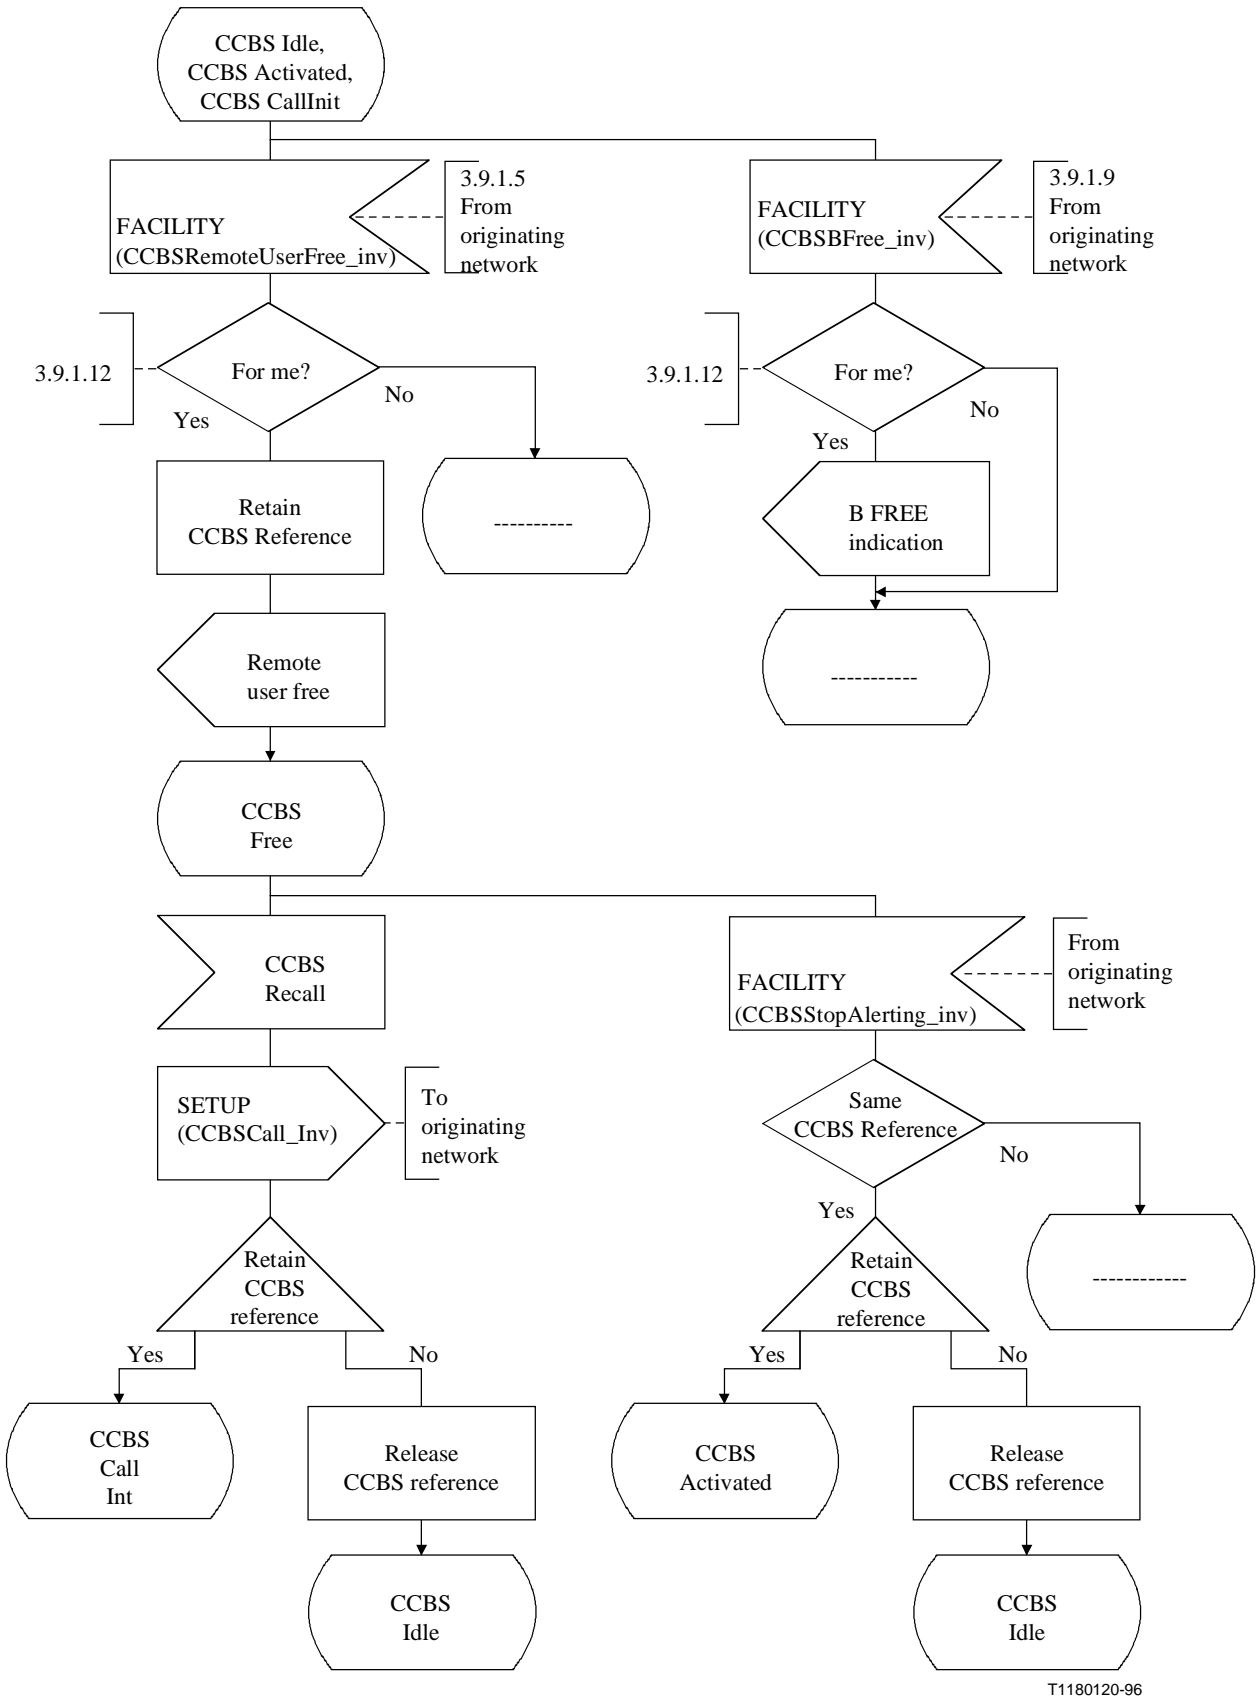 CCBS Idle,
CCBS Activated,
CCBS CallInit
FACILITY
(CCBSRemoteUserFree_inv)
3.9.1.5
From
originating
network
FACILITY
(CCBSBFree_inv)
3.9.1.9
From
originating
network
3.9.1.12
For me?
No
Yes
3.9.1.12
For me?
No
Yes
Retain
CCBS Reference
----------
B FREE
indication
Remote
user free
-----------
CCBS
Free
CCBS
Recall
FACILITY
(CCBSStopAlerting_inv)
From
originating
network
SETUP
(CCBSCall_Inv)
To
originating
network
Same
CCBS Reference
No
Yes
Retain
CCBS
reference
Yes
No
Retain
CCBS
reference
Yes
No
------------
CCBS
Call
Int
Release
CCBS reference
CCBS
Activated
Release
CCBS reference
CCBS
Idle
CCBS
Idle
T1180120-96